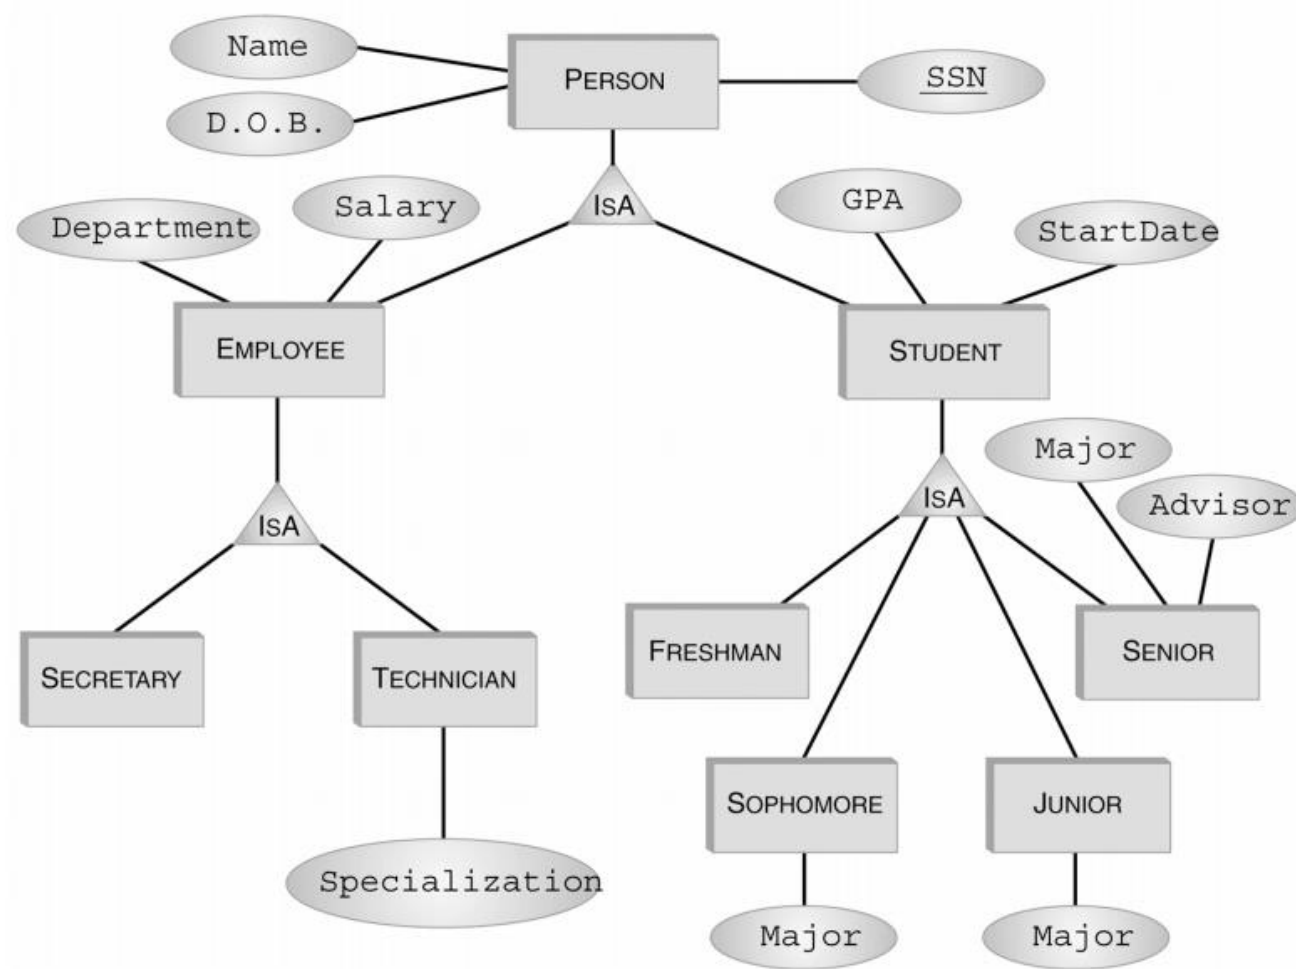 Name
PERSON
SSN
D.O.B.
IsA
Department
Salary
GPA
StartDate
EMPLOYEE
STUDENT
Major
IsA
IsA
Advisor
SECRETARY
TECHNICIAN
FRESHMAN
SENIOR
SOPHOMORE
JUNIOR
Specialization
Major
Major